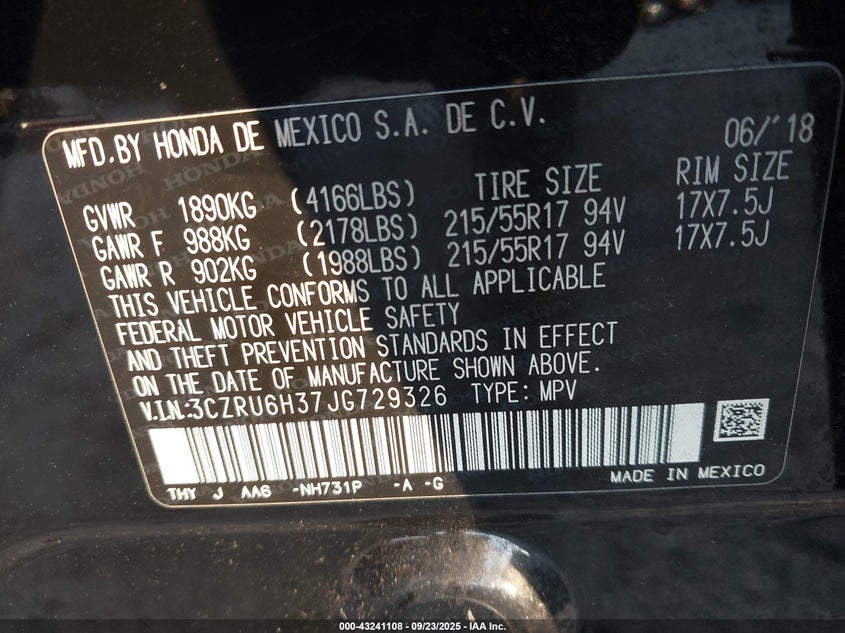 MFD.BY HONDA DE MEXICO S.A. DE C.V. 06/'18
TIRE SIZE RIM SIZE
GVWR 1890KG (4166LBS)
GAWR F 988KG (2178LBS) 215/55R17 94V 17X7.5J
GAWR R 902KG (1988LBS) 215/55R17 94V 17X7.5J
THIS VEHICLE CONFORMS TO ALL APPLICABLE
FEDERAL MOTOR VEHICLE SAFETY
AND THEFT PREVENTION STANDARDS IN EFFECT
ON THE DATE OF MANUFACTURE SHOWN ABOVE.
V.I.N:3CZRU6H37JG729326 TYPE: MPV
THY J AA6 -NH731P -A -G MADE IN MEXICO
000-43241108 - 09/23/2025 - IAA Inc.